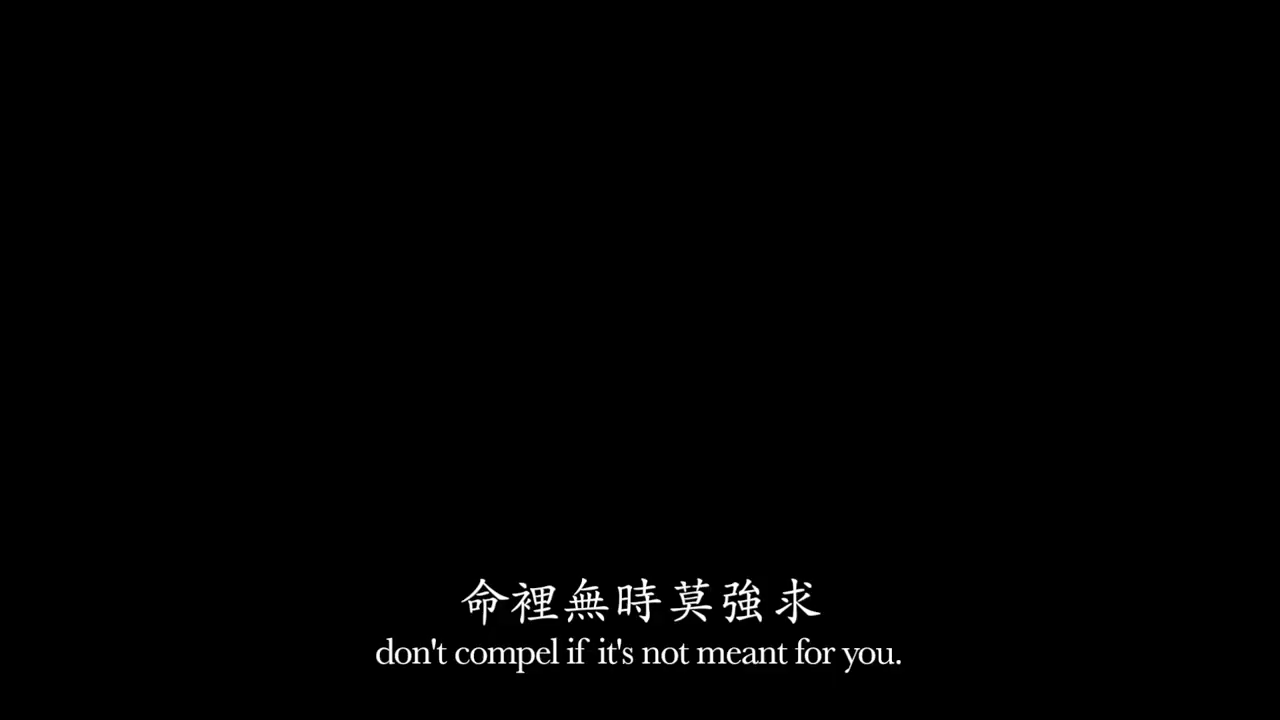 命裡無時莫強求
don't compel if it's not meant for you.